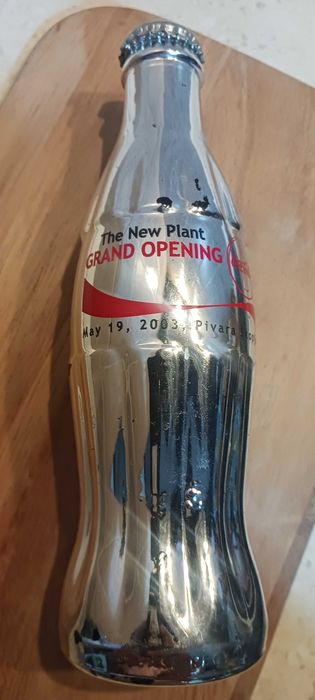 The New Plant
GRAND OPENING
May 19, 2003, Pivara